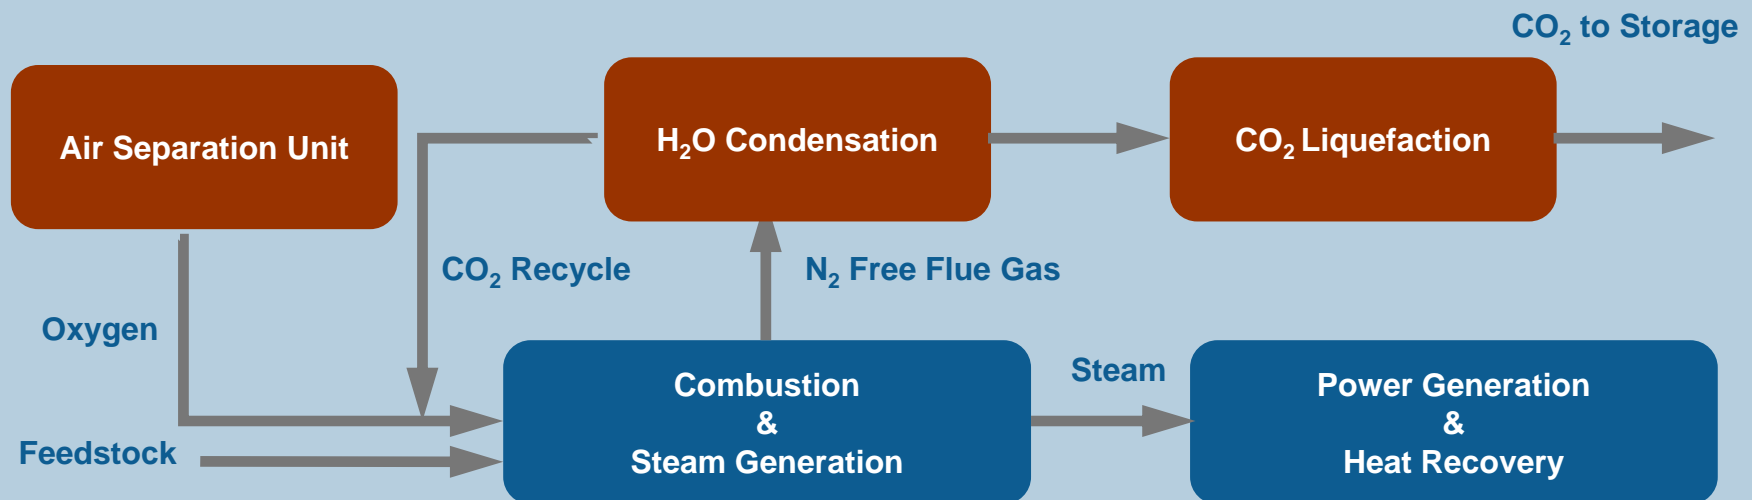 CO₂ to Storage
Air Separation Unit
H₂O Condensation
CO₂ Liquefaction
CO₂ Recycle
N₂ Free Flue Gas
Oxygen
Feedstock
Combustion
&
Steam Generation
Steam
Power Generation
&
Heat Recovery